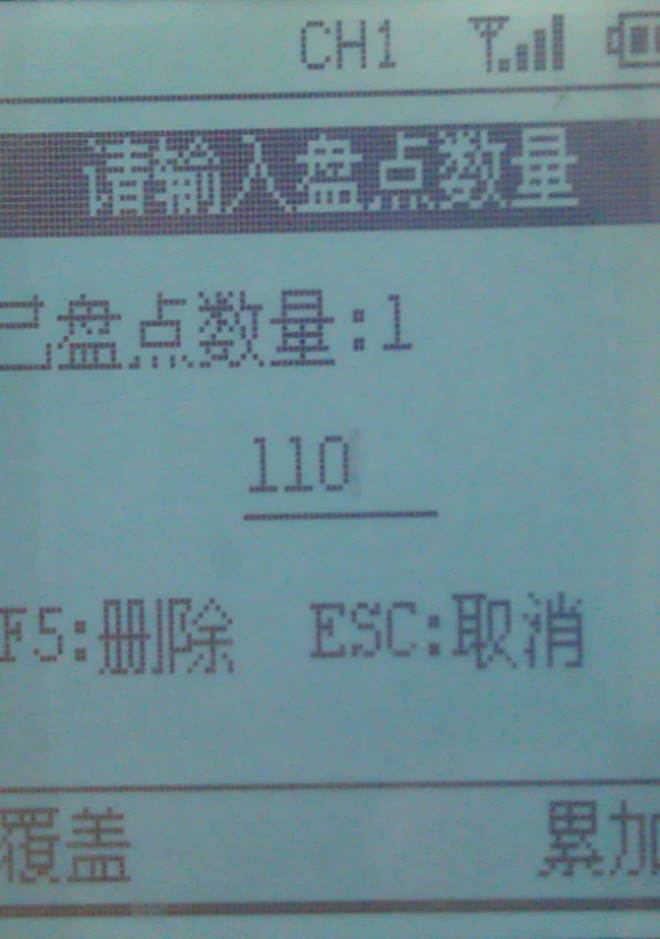 CH1
请输入盘点数量
已盘点数量:1
110
F5:删除 ESC:取消
覆盖 累加